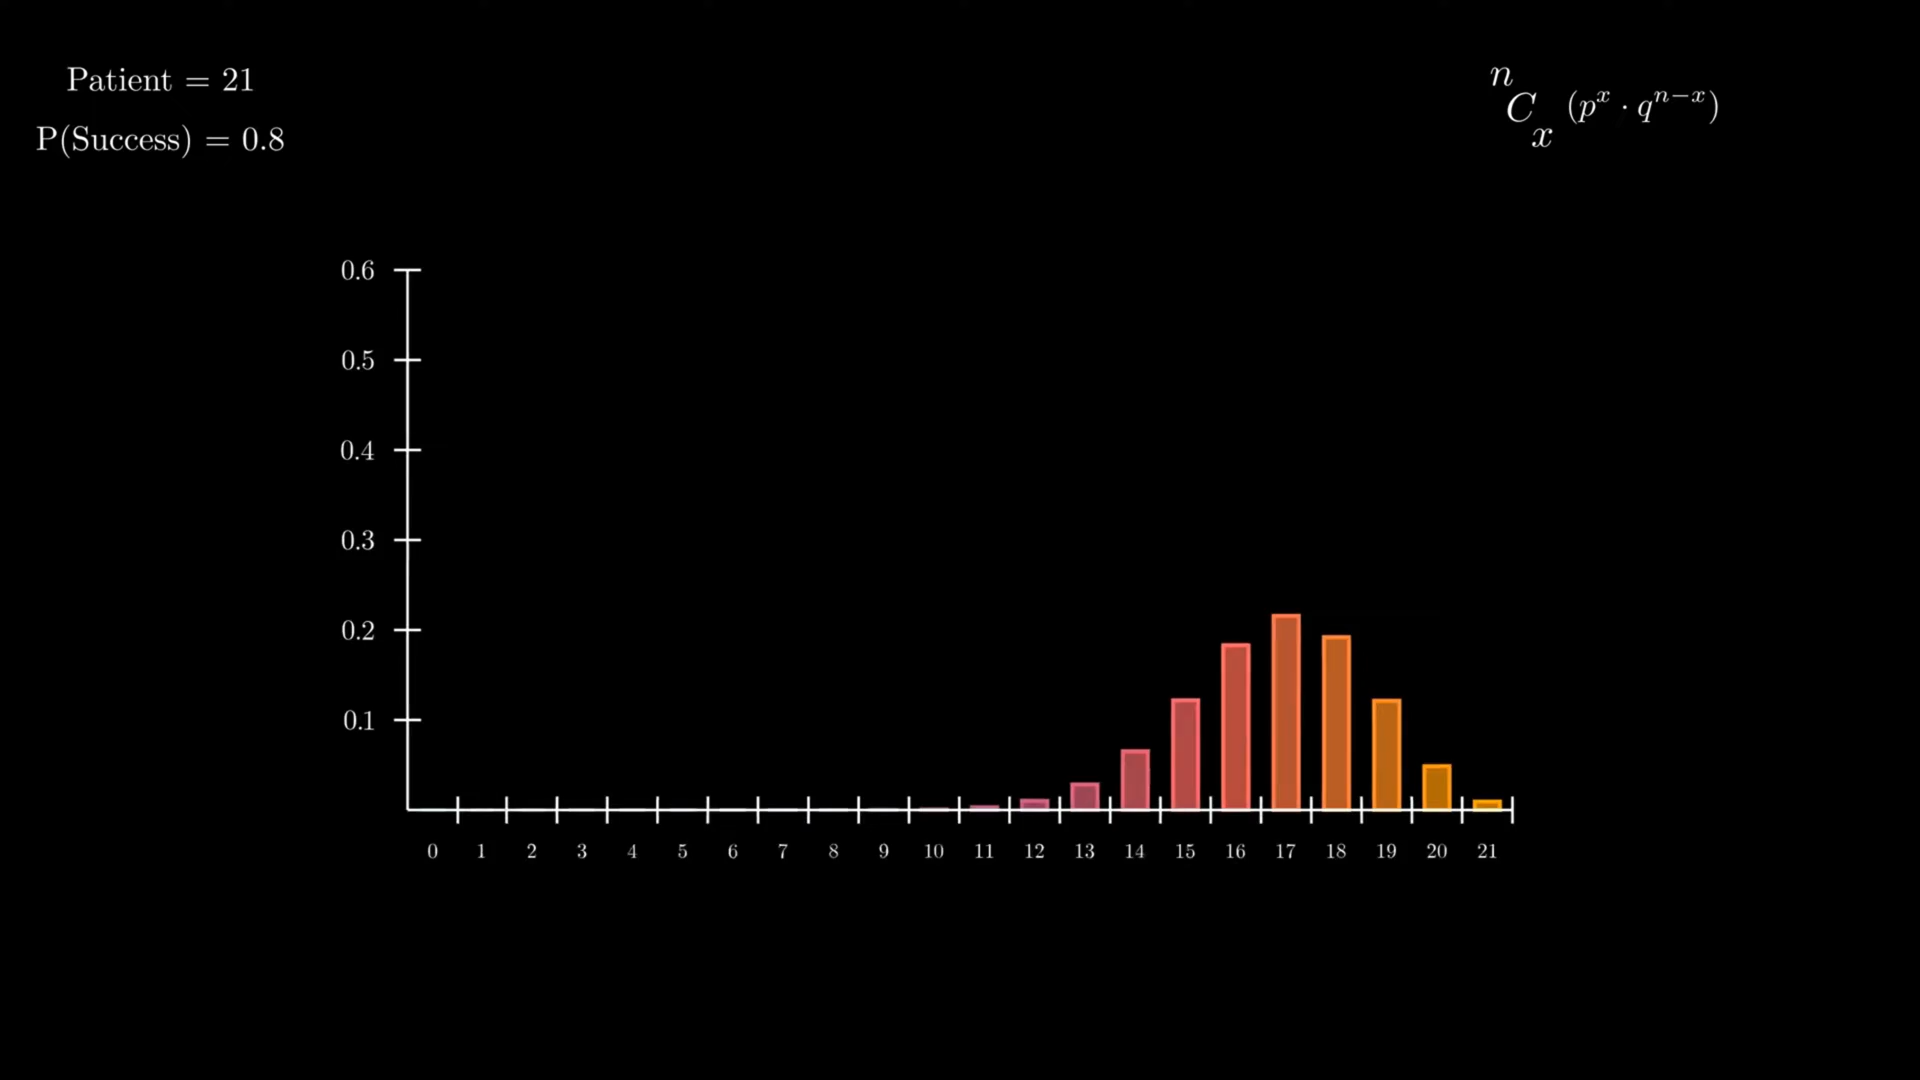 Patient = 21
P(Success) = 0.8
nCx (p^x · q^{n−x})
0.6
0.5
0.4
0.3
0.2
0.1
0 1 2 3 4 5 6 7 8 9 10 11 12 13 14 15 16 17 18 19 20 21